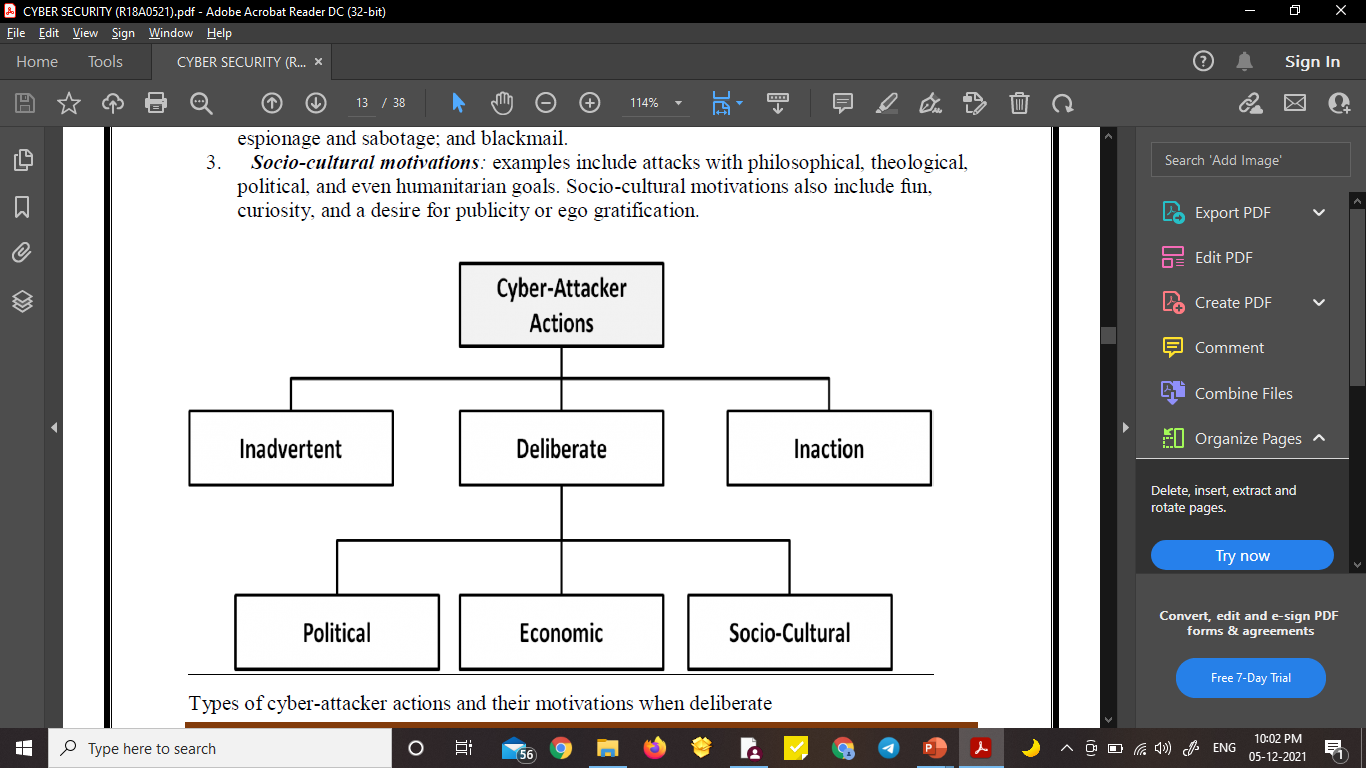 CYBER SECURITY (R18A0521).pdf - Adobe Acrobat Reader DC (32-bit)
File Edit View Sign Window Help
Home Tools CYBER SECURITY (R... × Sign In
13 / 38 114%
espionage and sabotage; and blackmail.
3. Socio-cultural motivations: examples include attacks with philosophical, theological,
political, and even humanitarian goals. Socio-cultural motivations also include fun,
curiosity, and a desire for publicity or ego gratification.
Cyber-Attacker
Actions
Inadvertent Deliberate Inaction
Political Economic Socio-Cultural
Types of cyber-attacker actions and their motivations when deliberate
Search 'Add Image'
Export PDF
Edit PDF
Create PDF
Comment
Combine Files
Organize Pages
Delete, insert, extract and
rotate pages.
Try now
Convert, edit and e-sign PDF
forms & agreements
Free 7-Day Trial
Type here to search
56
ENG
10:02 PM
05-12-2021
1